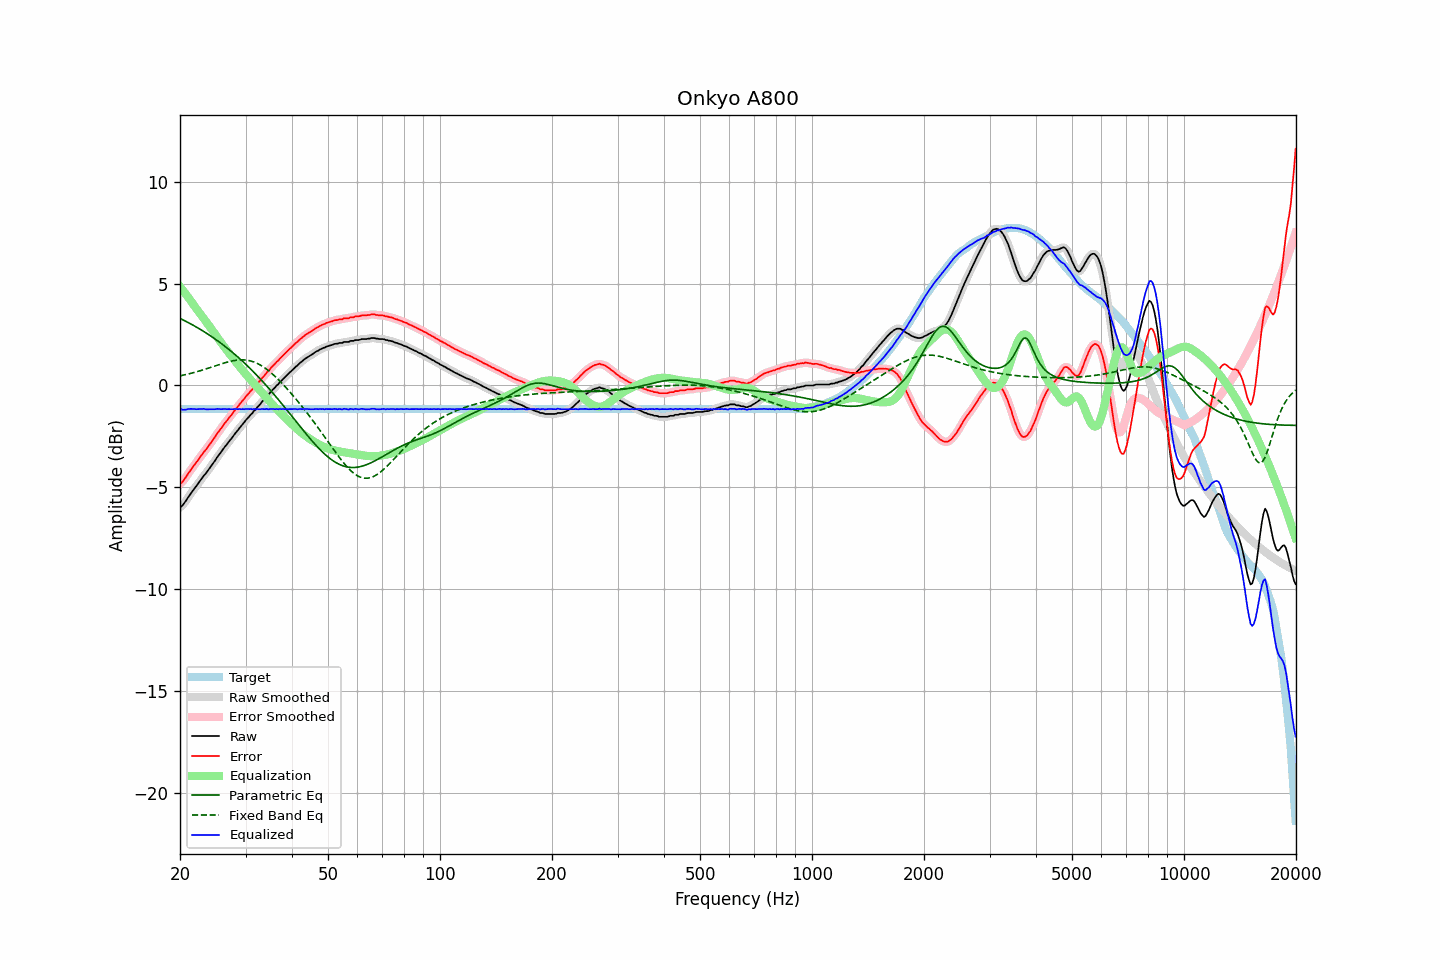 Onkyo A800
Amplitude (dBr)
10
5
0
−5
−10
−15
−20
Target
Raw Smoothed
Error Smoothed
Raw
Error
Equalization
Parametric Eq
Fixed Band Eq
Equalized
20 50 100 200 500 1000 2000 5000 10000 20000
Frequency (Hz)